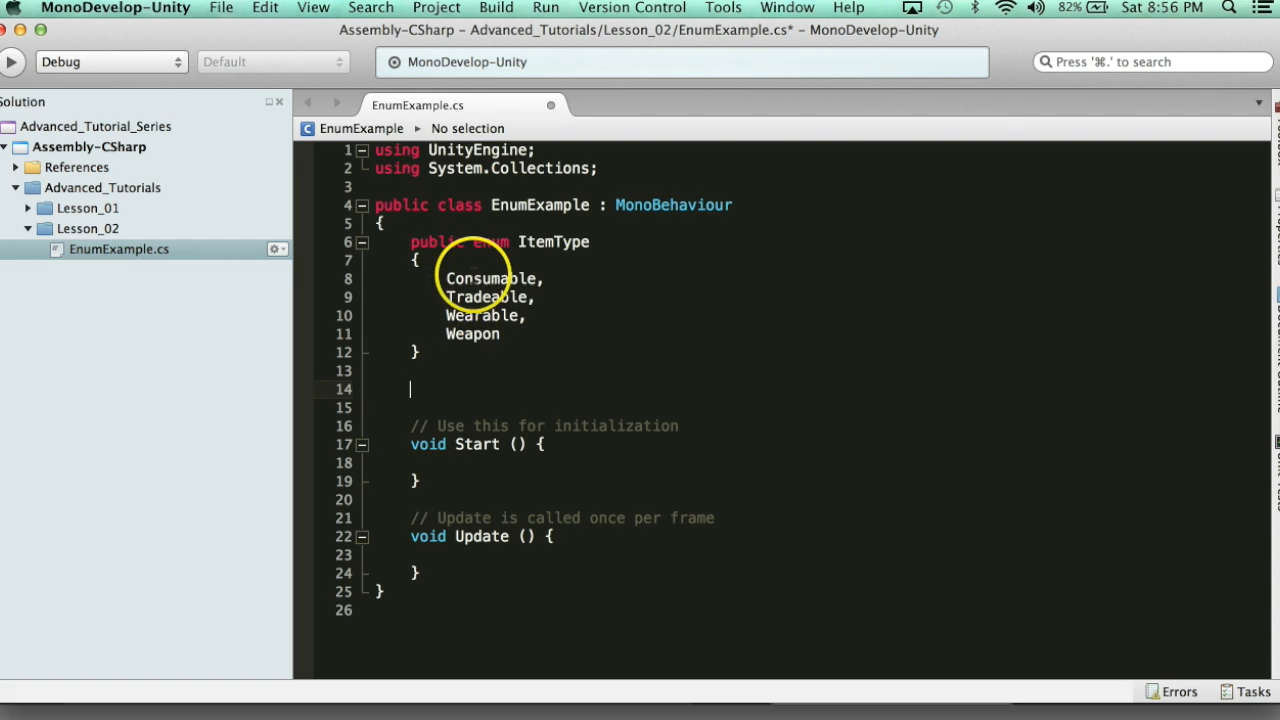 MonoDevelop-Unity File Edit View Search Project Build Run Version Control Tools Window Help 82% Sat 8:56 PM
Assembly-CSharp - Advanced_Tutorials/Lesson_02/EnumExample.cs* - MonoDevelop-Unity
Debug Default MonoDevelop-Unity Press '⌘.' to search
Solution EnumExample.cs
EnumExample ▸ No selection
Advanced_Tutorial_Series
Assembly-CSharp
References
Advanced_Tutorials
Lesson_01
Lesson_02
EnumExample.cs
1 using UnityEngine;
2 using System.Collections;
3
4 public class EnumExample : MonoBehaviour
5 {
6 public enum ItemType
7 {
8 Consumable,
9 Tradeable,
10 Wearable,
11 Weapon
12 }
13
14
15
16 // Use this for initialization
17 void Start () {
18
19 }
20
21 // Update is called once per frame
22 void Update () {
23
24 }
25 }
26
Errors Tasks